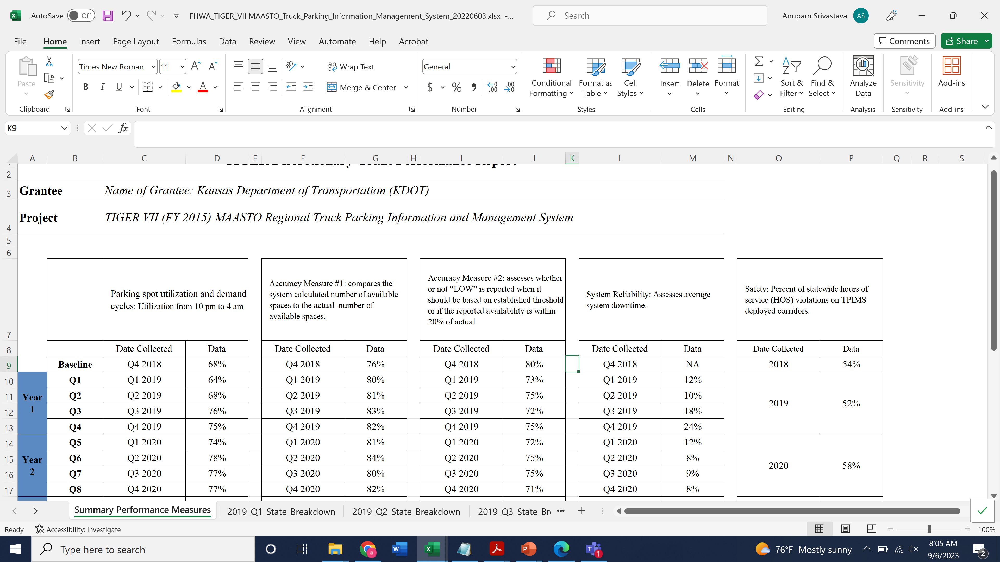 AutoSave Off FHWA_TIGER_VII MAASTO_Truck_Parking_Information_Management_System_20220603.xlsx -... Search Anupam Srivastava AS
File Home Insert Page Layout Formulas Data Review View Automate Help Acrobat Comments Share
Paste Times New Roman 11 Wrap Text General Conditional Formatting Format as Table Cell Styles Insert Delete Format Sort & Filter Find & Select Analyze Data Sensitivity Add-ins
B I U Merge & Center $ %
Clipboard Font Alignment Number Styles Cells Editing Analysis Sensitivity Add-ins
K9 fx
A B C D E F G H I J K L M N O P Q R S
2
3 Grantee Name of Grantee: Kansas Department of Transportation (KDOT)
4 Project TIGER VII (FY 2015) MAASTO Regional Truck Parking Information and Management System
5
6
7
Parking spot utilization and demand
cycles: Utilization from 10 pm to 4 am
Accuracy Measure #1: compares the
system calculated number of available
spaces to the actual number of
available spaces.
Accuracy Measure #2: assesses whether
or not “LOW” is reported when it
should be based on established threshold
or if the reported availability is within
20% of actual.
System Reliability: Assesses average
system downtime.
Safety: Percent of statewide hours of
service (HOS) violations on TPIMS
deployed corridors.
8 Date Collected Data Date Collected Data Date Collected Data Date Collected Data Date Collected Data
9 Baseline Q4 2018 68% Q4 2018 76% Q4 2018 80% Q4 2018 NA 2018 54%
10 Q1 Q1 2019 64% Q1 2019 80% Q1 2019 73% Q1 2019 12%
11 Year 1 Q2 Q2 2019 68% Q2 2019 81% Q2 2019 75% Q2 2019 10% 2019 52%
12 Q3 Q3 2019 76% Q3 2019 83% Q3 2019 72% Q3 2019 18%
13 Q4 Q4 2019 75% Q4 2019 82% Q4 2019 75% Q4 2019 24%
14 Q5 Q1 2020 74% Q1 2020 81% Q1 2020 72% Q1 2020 12%
15 Year 2 Q6 Q2 2020 78% Q2 2020 84% Q2 2020 75% Q2 2020 8% 2020 58%
16 Q7 Q3 2020 77% Q3 2020 80% Q3 2020 75% Q3 2020 9%
17 Q8 Q4 2020 77% Q4 2020 82% Q4 2020 71% Q4 2020 8%
Summary Performance Measures 2019_Q1_State_Breakdown 2019_Q2_State_Breakdown 2019_Q3_State_Br
Ready Accessibility: Investigate 100%
Type here to search 76°F Mostly sunny 8:05 AM
9/6/2023 2